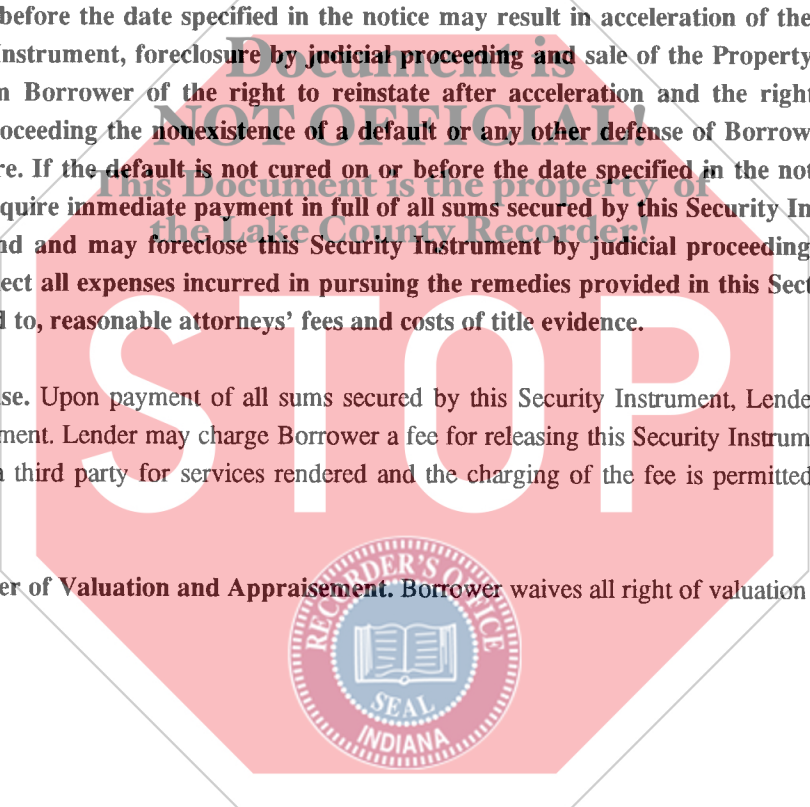 before the date specified in the notice may result in acceleration of the
nstrument, foreclosure by judicial proceeding and sale of the Property
Borrower of the right to reinstate after acceleration and the right
oceeding the nonexistence of a default or any other defense of Borrow
re. If the default is not cured on or before the date specified in the not
quire immediate payment in full of all sums secured by this Security In
nd and may foreclose this Security Instrument by judicial proceeding
ect all expenses incurred in pursuing the remedies provided in this Sect
to, reasonable attorneys' fees and costs of title evidence.
se. Upon payment of all sums secured by this Security Instrument, Lende
ment. Lender may charge Borrower a fee for releasing this Security Instrum
third party for services rendered and the charging of the fee is permitted
er of Valuation and Appraisement. Borrower waives all right of valuation
Document is
NOT OFFICIAL!
This Document is the property of
the Lake County Recorder!
STOP
RECORDER'S OFFICE
SEAL
INDIANA